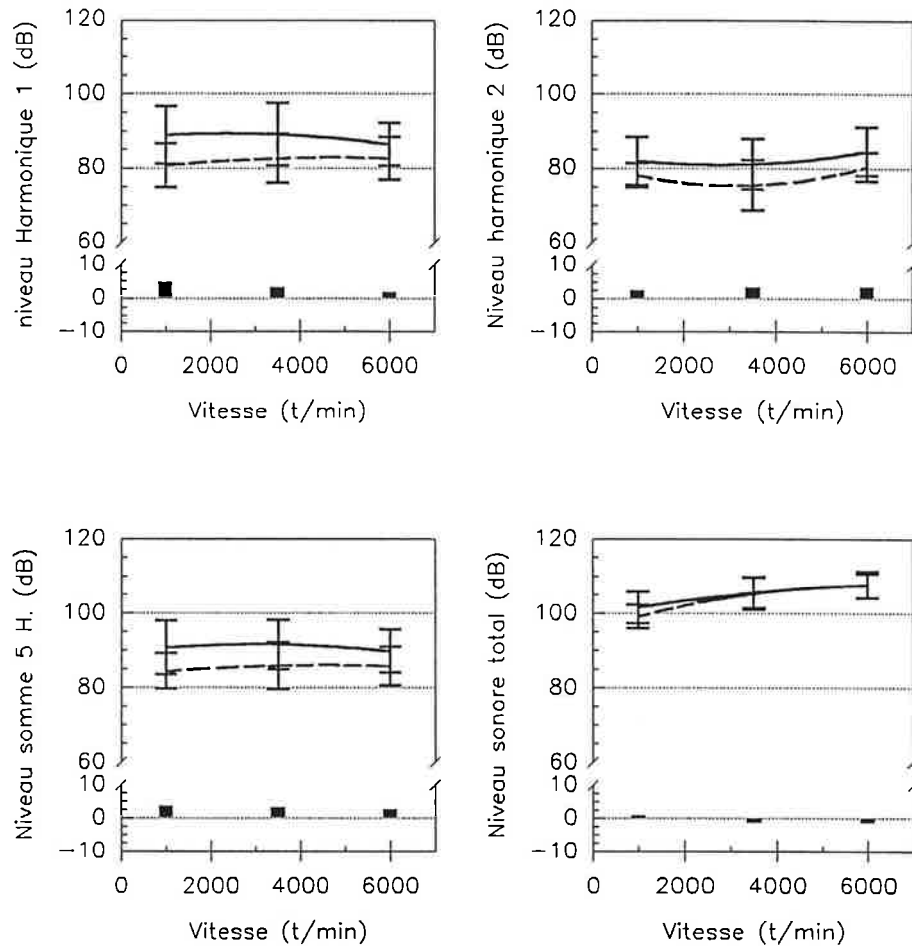 niveau Harmonique 1 (dB)
120
100
80
60
10
0
−10
0 2000 4000 6000
Vitesse (t/min)
Niveau harmonique 2 (dB)
120
100
80
60
10
0
−10
0 2000 4000 6000
Vitesse (t/min)
Niveau somme 5 H. (dB)
120
100
80
60
10
0
−10
0 2000 4000 6000
Vitesse (t/min)
Niveau sonore total (dB)
120
100
80
60
10
0
−10
0 2000 4000 6000
Vitesse (t/min)